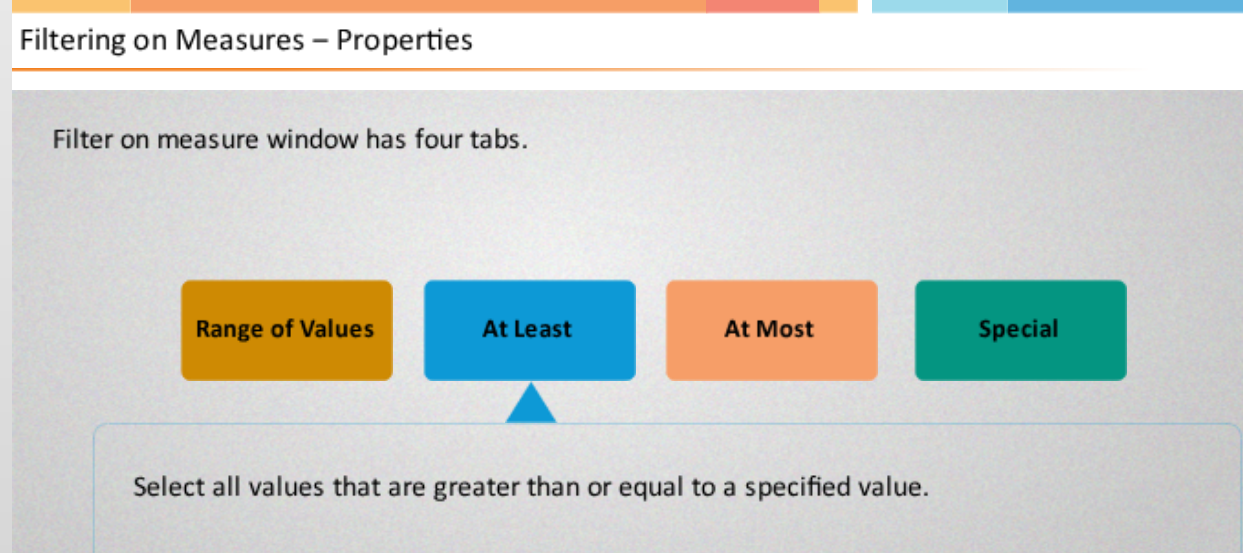 Filtering on Measures – Properties
Filter on measure window has four tabs.
Range of Values
At Least
At Most
Special
Select all values that are greater than or equal to a specified value.